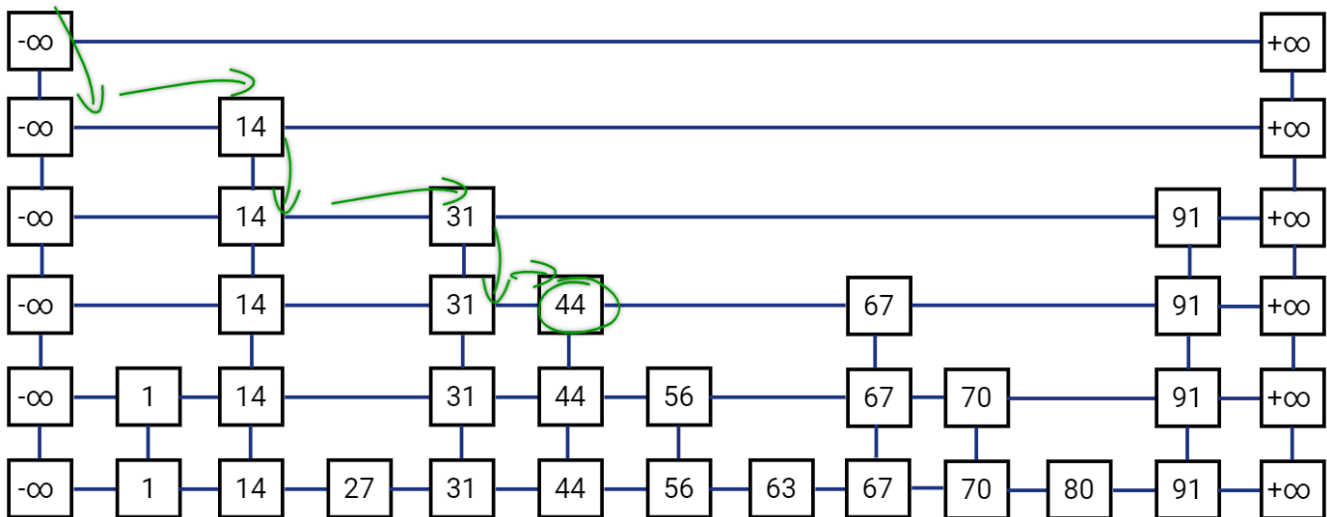 -∞ +∞
-∞ 14 +∞
-∞ 14 31 91 +∞
-∞ 14 31 44 67 91 +∞
-∞ 1 14 31 44 56 67 70 91 +∞
-∞ 1 14 27 31 44 56 63 67 70 80 91 +∞